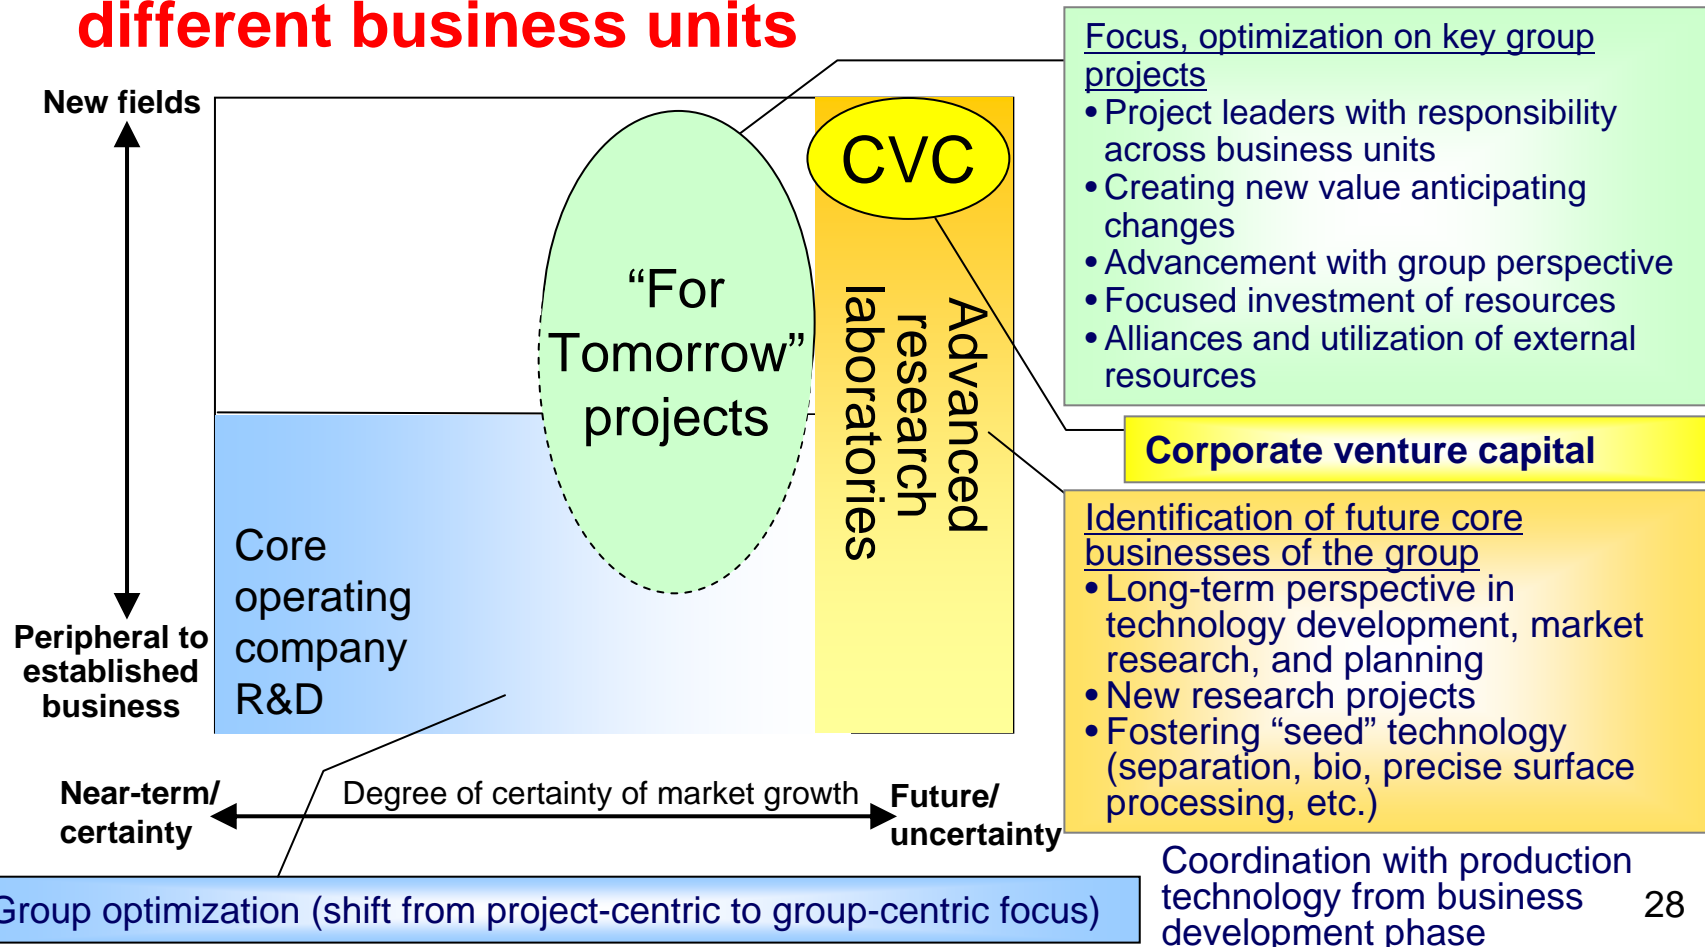 different business units
New fields
Peripheral to
established
business
CVC
“For
Tomorrow”
projects
Advanced
research
laboratories
Core
operating
company
R&D
Near-term/
certainty
Degree of certainty of market growth
Future/
uncertainty
Focus, optimization on key group
projects
•Project leaders with responsibility
across business units
•Creating new value anticipating
changes
•Advancement with group perspective
•Focused investment of resources
•Alliances and utilization of external
resources
Corporate venture capital
Identification of future core
businesses of the group
•Long-term perspective in
technology development, market
research, and planning
•New research projects
•Fostering “seed” technology
(separation, bio, precise surface
processing, etc.)
Group optimization (shift from project-centric to group-centric focus)
Coordination with production
technology from business
development phase
28